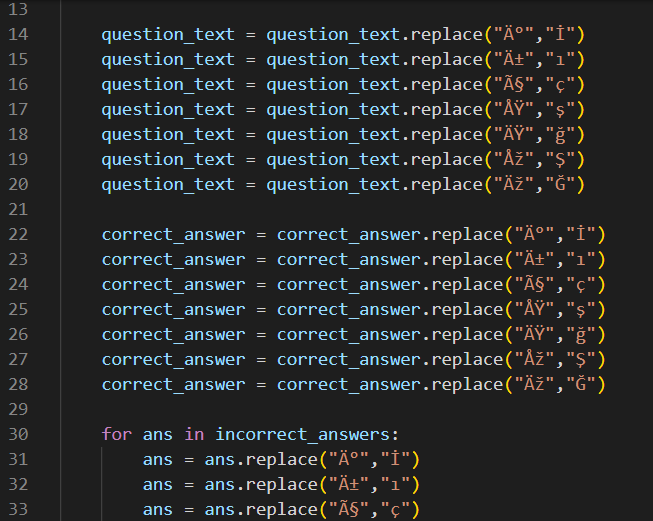 13
14 question_text = question_text.replace("Äº","İ")
15 question_text = question_text.replace("Ä±","ı")
16 question_text = question_text.replace("Ã§","ç")
17 question_text = question_text.replace("ÅŸ","ş")
18 question_text = question_text.replace("ÄŸ","ğ")
19 question_text = question_text.replace("Åž","Ş")
20 question_text = question_text.replace("Äž","Ğ")
21
22 correct_answer = correct_answer.replace("Äº","İ")
23 correct_answer = correct_answer.replace("Ä±","ı")
24 correct_answer = correct_answer.replace("Ã§","ç")
25 correct_answer = correct_answer.replace("ÅŸ","ş")
26 correct_answer = correct_answer.replace("ÄŸ","ğ")
27 correct_answer = correct_answer.replace("Åž","Ş")
28 correct_answer = correct_answer.replace("Äž","Ğ")
29
30 for ans in incorrect_answers:
31 ans = ans.replace("Äº","İ")
32 ans = ans.replace("Ä±","ı")
33 ans = ans.replace("Ã§","ç")